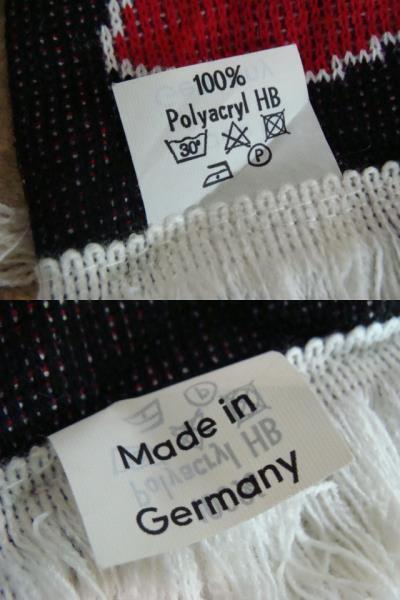 100%
Polyacryl HB
30°
P
Made in
Germany